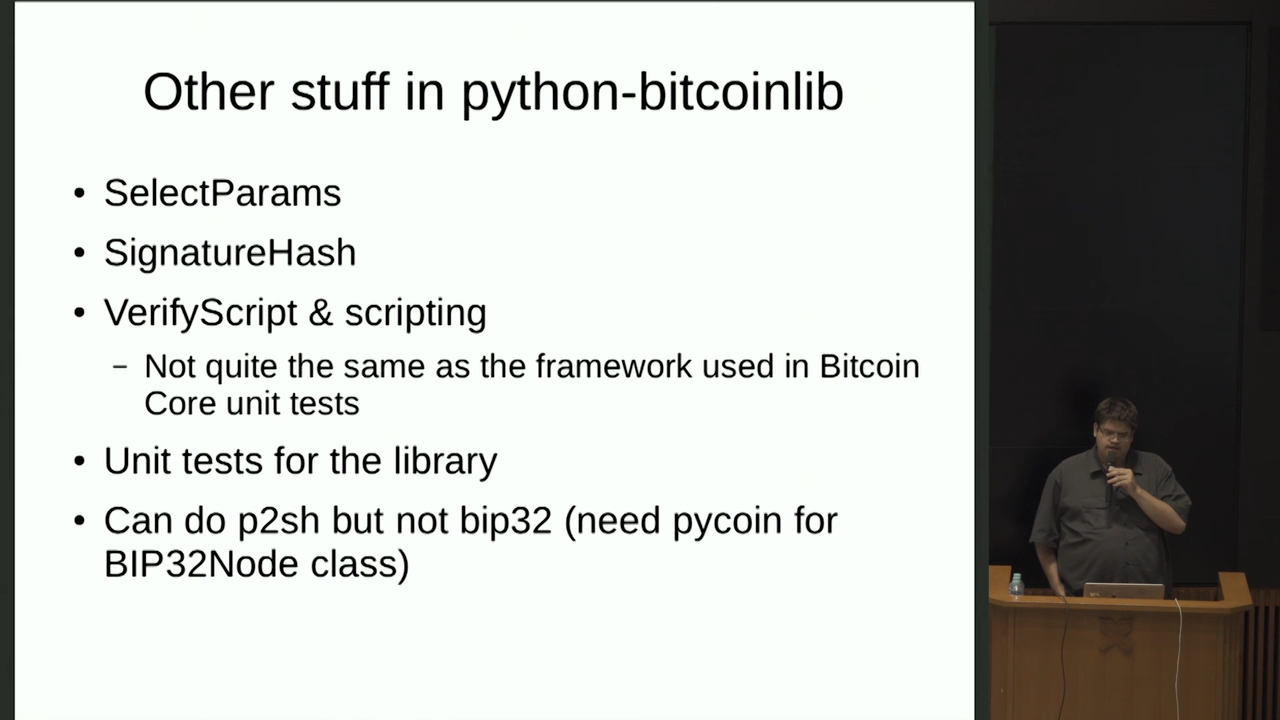 Other stuff in python-bitcoinlib
• SelectParams
• SignatureHash
• VerifyScript & scripting
– Not quite the same as the framework used in Bitcoin
Core unit tests
• Unit tests for the library
• Can do p2sh but not bip32 (need pycoin for
BIP32Node class)